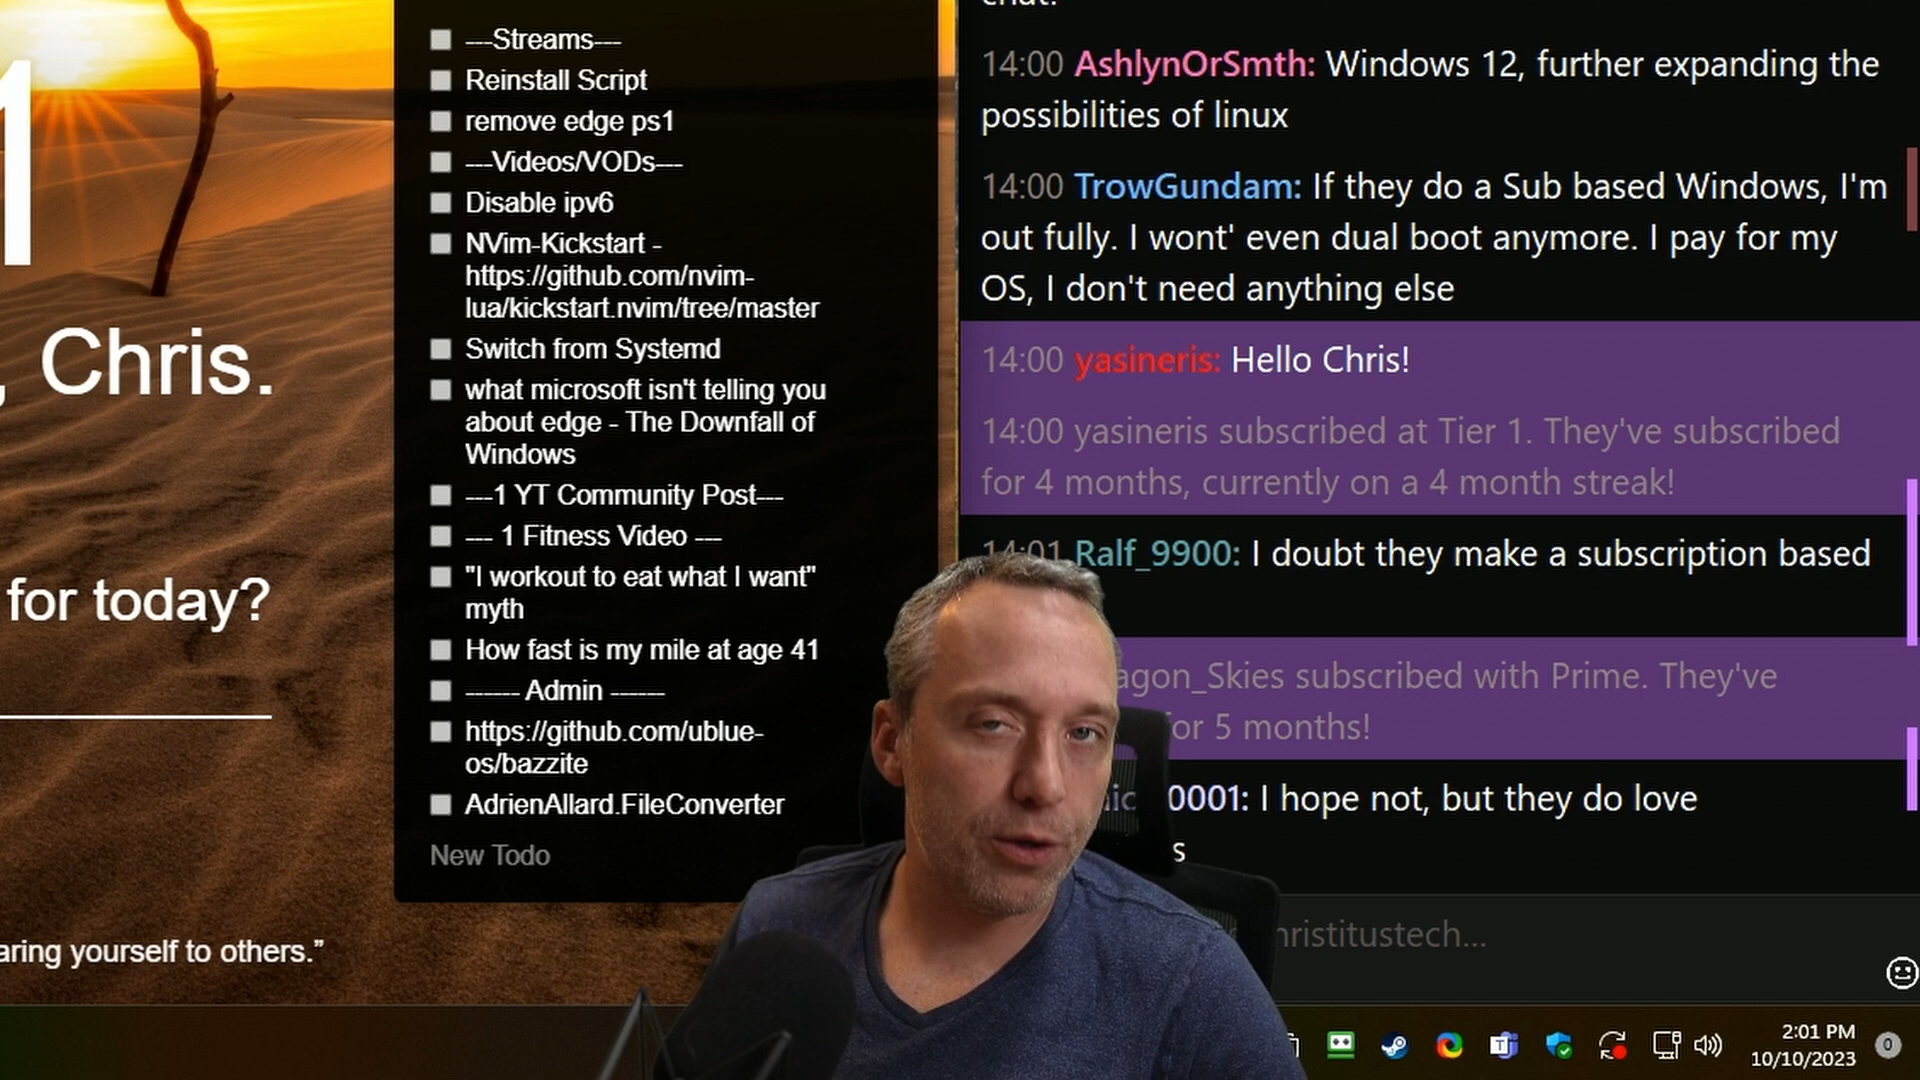 1
, Chris.
for today?
aring yourself to others.”
---Streams---
Reinstall Script
remove edge ps1
---Videos/VODs---
Disable ipv6
NVim-Kickstart -
https://github.com/nvim-
lua/kickstart.nvim/tree/master
Switch from Systemd
what microsoft isn't telling you
about edge - The Downfall of
Windows
---1 YT Community Post---
--- 1 Fitness Video ---
"I workout to eat what I want"
myth
How fast is my mile at age 41
------ Admin ------
https://github.com/ublue-
os/bazzite
AdrienAllard.FileConverter
New Todo
chat.
14:00 AshlynOrSmth: Windows 12, further expanding the
possibilities of linux
14:00 TrowGundam: If they do a Sub based Windows, I'm
out fully. I wont' even dual boot anymore. I pay for my
OS, I don't need anything else
14:00 yasineris: Hello Chris!
14:00 yasineris subscribed at Tier 1. They've subscribed
for 4 months, currently on a 4 month streak!
14:01 Ralf_9900: I doubt they make a subscription based
agon_Skies subscribed with Prime. They've
for 5 months!
0001: I hope not, but they do love
s
hristitustech...
2:01 PM
10/10/2023
0